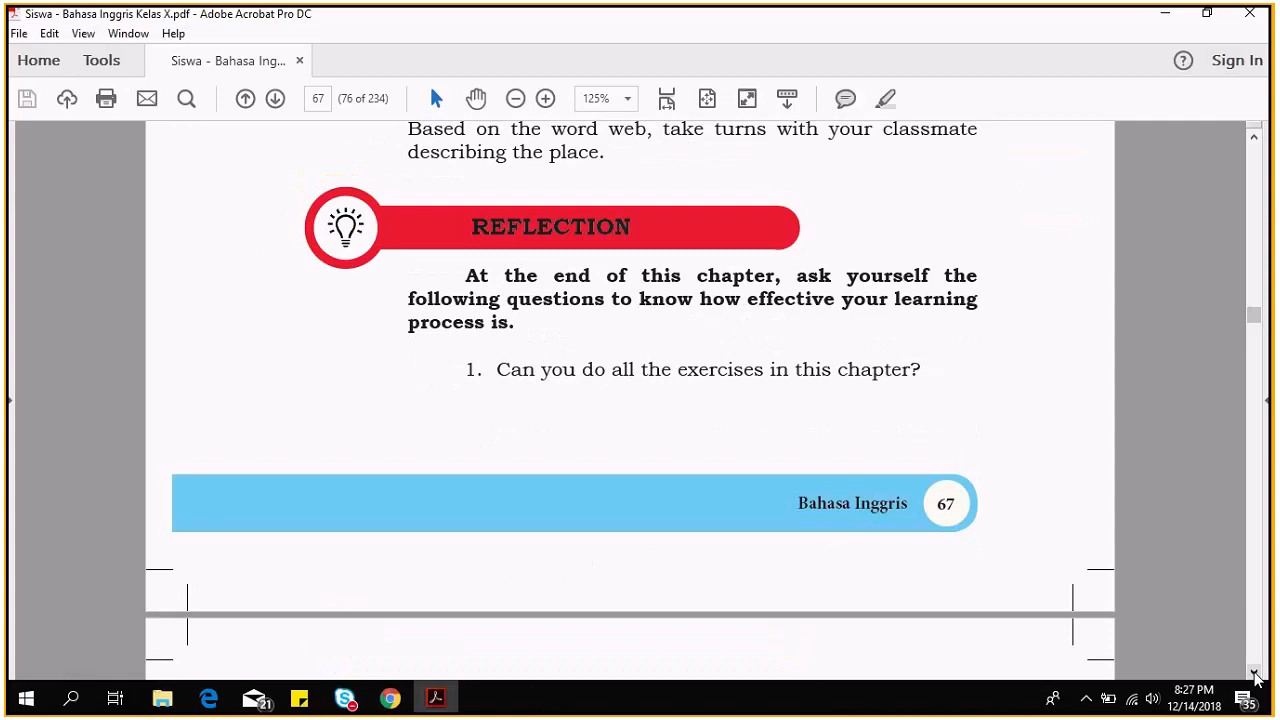 Siswa - Bahasa Inggris Kelas X.pdf - Adobe Acrobat Pro DC
File Edit View Window Help
Home Tools Siswa - Bahasa Ing... × Sign In
67 (76 of 234) 125%
Based on the word web, take turns with your classmate
describing the place.
REFLECTION
At the end of this chapter, ask yourself the
following questions to know how effective your learning
process is.
1. Can you do all the exercises in this chapter?
Bahasa Inggris 67
21
8:27 PM
12/14/2018
35